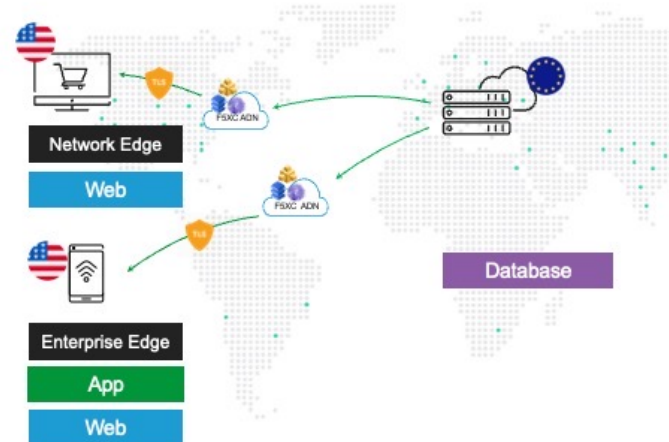 TLS
F5XC ADN
Network Edge
Web
F5XC ADN
TLS
Database
Enterprise Edge
App
Web